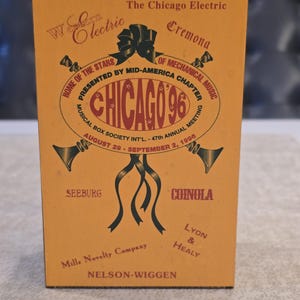 The Chicago Electric
Electric
Cremona
HOME OF THE STARS OF MECHANICAL MUSIC
PRESENTED BY MID-AMERICA CHAPTER
CHICAGO '96
MUSICAL BOX SOCIETY INT'L. - 47th ANNUAL MEETING
AUGUST 29 - SEPTEMBER 2, 1996
SEEBURG
COINOLA
LYON
&
HEALY
Mills Novelty Company
NELSON-WIGGEN